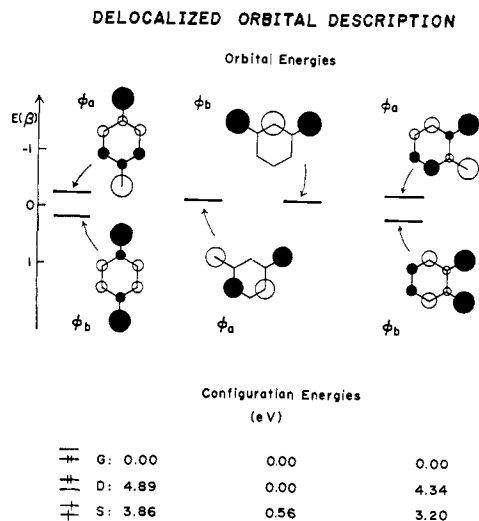 DELOCALIZED ORBITAL DESCRIPTION
Orbital Energies
E(β)
-1
0
1
ϕa
ϕb
ϕb
ϕa
ϕa
ϕb
Configuration Energies
(eV)
G: 0.00 0.00 0.00
D: 4.89 0.00 4.34
S: 3.86 0.56 3.20